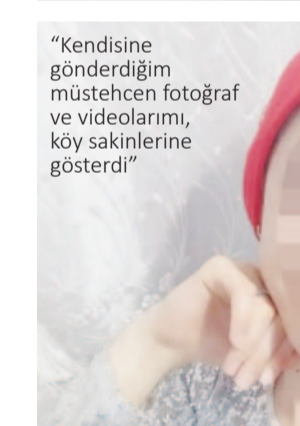 “Kendisine
gönderdiğim
müstehcen fotoğraf
ve videolarımı,
köy sakinlerine
gösterdi”